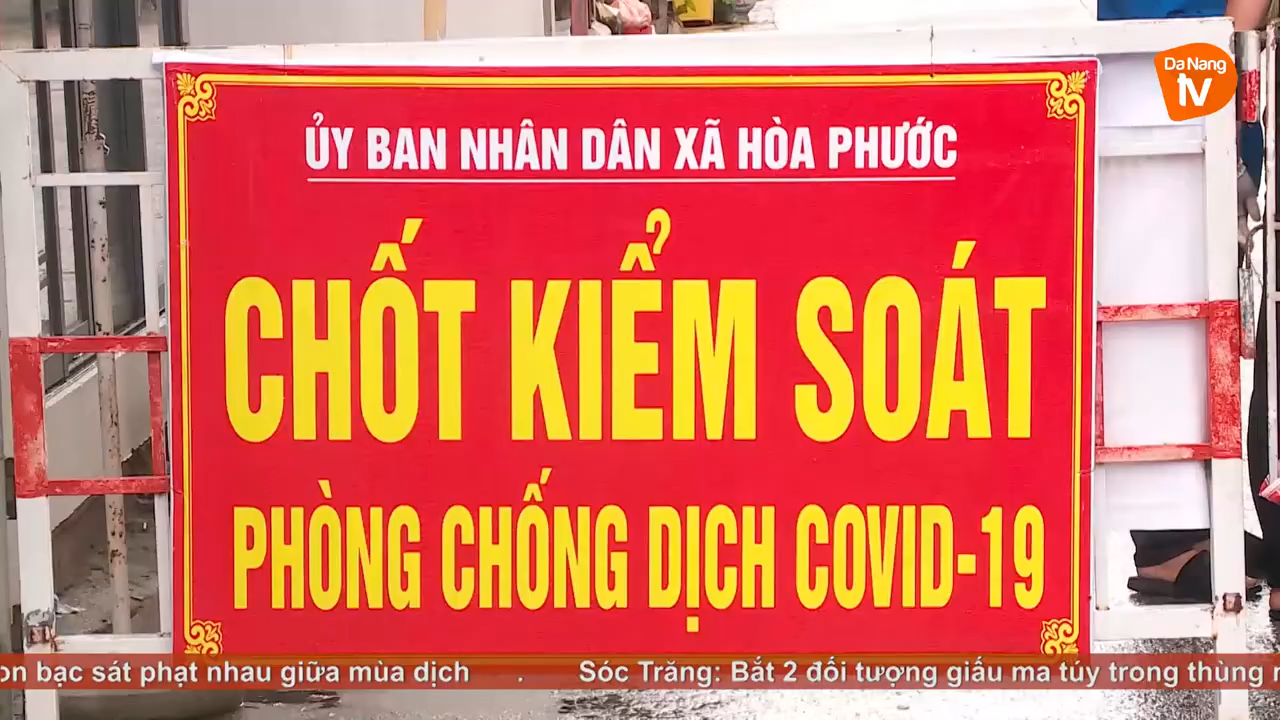 Da Nang
tv
ỦY BAN NHÂN DÂN XÃ HÒA PHƯỚC
CHỐT KIỂM SOÁT
PHÒNG CHỐNG DỊCH COVID-19
bạc sát phạt nhau giữa mùa dịch . Sóc Trăng: Bắt 2 đối tượng giấu ma túy trong thùng